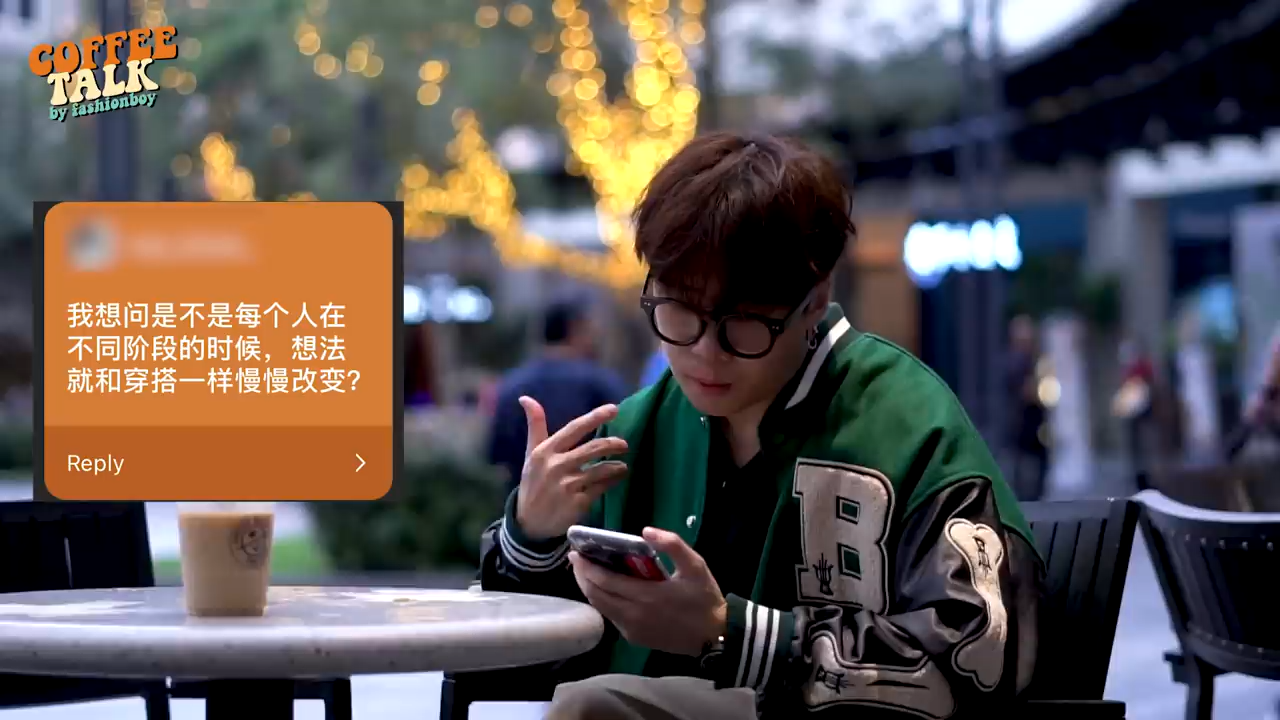 COFFEE
TALK
by fashionboy
我想问是不是每个人在
不同阶段的时候，想法
就和穿搭一样慢慢改变？
Reply
B